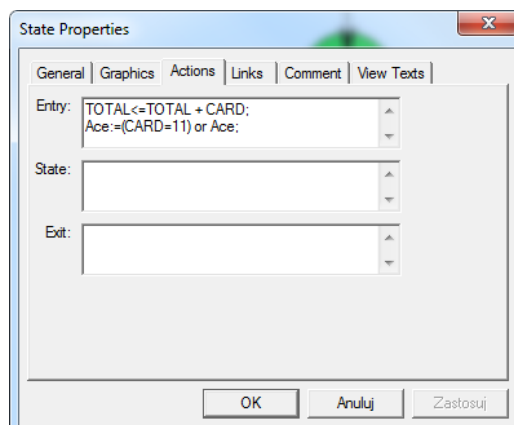 State Properties
General
Graphics
Actions
Links
Comment
View Texts
Entry:
TOTAL<=TOTAL + CARD;
Ace:=(CARD=11) or Ace;
State:
Exit:
OK
Anuluj
Zastosuj